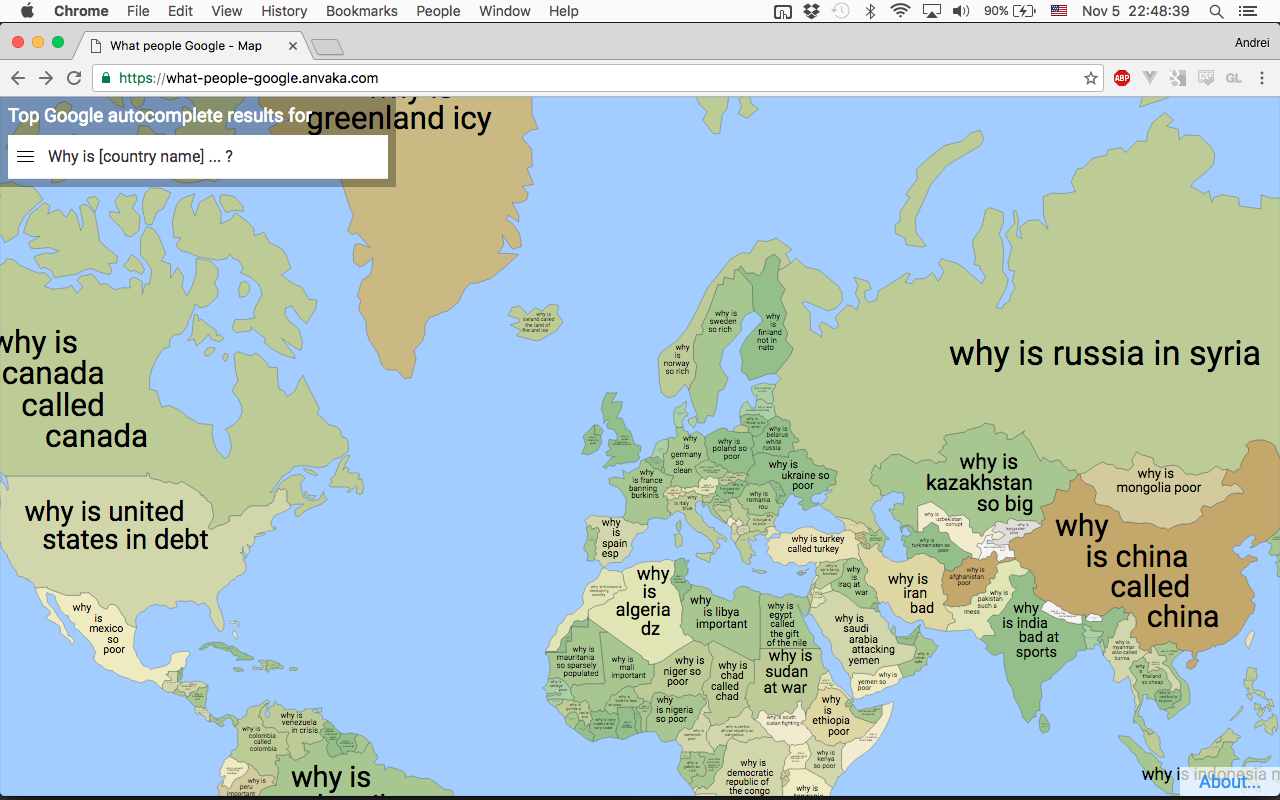 Chrome File Edit View History Bookmarks People Window Help 90% Nov 5 22:48:39
What people Google - Map
Andrei
https://what-people-google.anvaka.com
ABP
CSS
GL
Top Google autocomplete results for
Why is [country name] ... ?
greenland icy
why is
iceland called
the land of
fire and ice
why is
sweden
so rich
why
is
finland
not in
nato
why
is
norway
so rich
why is
canada
called
canada
why is russia in syria
why is united
states in debt
why
is
germany
so
clean
why is
poland so
poor
why is
belarus
white
russia
why is france
banning
burkinis
why is
ukraine so
poor
why
is italy
blue
why is
romania
rou
why
is
spain
esp
why is turkey
called turkey
why is
kazakhstan
so big
why is
uzbekistan
corrupt
why is
turkmenistan so
poor
why is
mongolia poor
why
is china
called
china
why is
afghanistan
poor
why is
pakistan
such a
mess
why is
iran
bad
why
is
iraq at
war
why
is india
bad at
sports
why is
myanmar
also called
burma
why
is
thailand
so cheap
why
is
mexico
so
poor
why
is
algeria
dz
why
is libya
important
why is
egypt
called
the gift
of the nile
why is
saudi
arabia
attacking
yemen
why is
yemen so
poor
why is
mauritania
so sparsely
populated
why is
mali
important
why is
niger so
poor
why is
chad
called
chad
why is
sudan
at war
why is
nigeria
so poor
why
is
ethiopia
poor
why is south
sudan fighting
why is
kenya
so poor
why is
democratic
republic of
the congo
why is
venezuela
in crisis
why is
colombia
called
colombia
why is
peru
important
why is
why is indonesia
About...